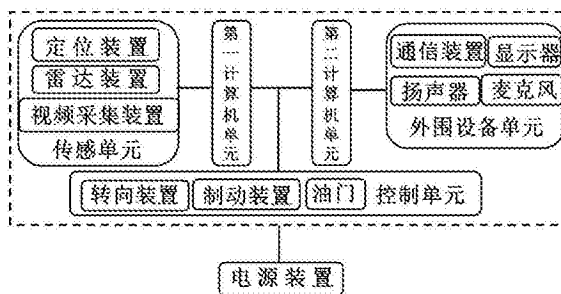 定位装置
雷达装置
视频采集装置
传感单元
第一计算机单元
第二计算机单元
通信装置
显示器
扬声器
麦克风
外围设备单元
转向装置
制动装置
油门
控制单元
电源装置